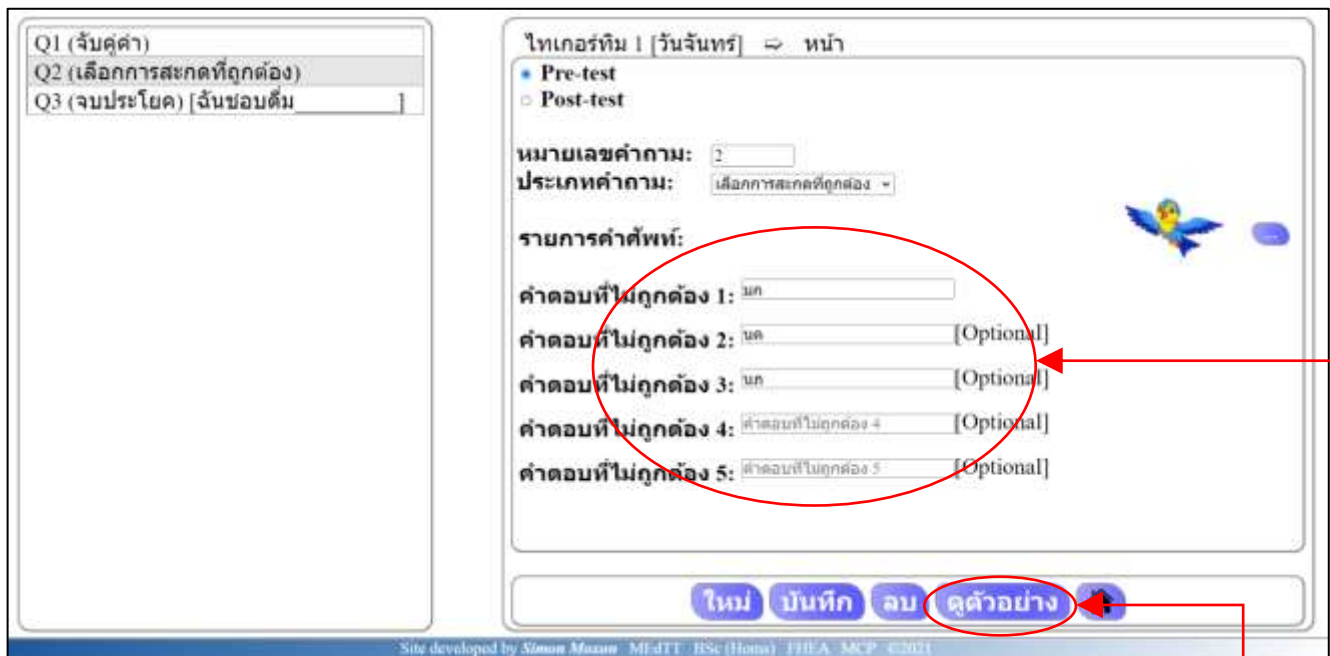 Q1 (จับคู่คำ)
Q2 (เลือกการสะกดที่ถูกต้อง)
Q3 (จบประโยค) [ฉันชอบดื่ม__________]
ไทเกอร์ทิม 1 [วันจันทร์] ⇨ หน้า
Pre-test
Post-test
หมายเลขคำถาม: 2
ประเภทคำถาม: เลือกการสะกดที่ถูกต้อง
รายการคำศัพท์:
คำตอบที่ไม่ถูกต้อง 1:
คำตอบที่ไม่ถูกต้อง 2: [Optional]
คำตอบที่ไม่ถูกต้อง 3: [Optional]
คำตอบที่ไม่ถูกต้อง 4: คำตอบที่ไม่ถูกต้อง 4 [Optional]
คำตอบที่ไม่ถูกต้อง 5: คำตอบที่ไม่ถูกต้อง 5 [Optional]
ใหม่ บันทึก ลบ ดูตัวอย่าง
Site developed by Simon Mason MEdTT BSc (Hons) FHEA MCP ©2021